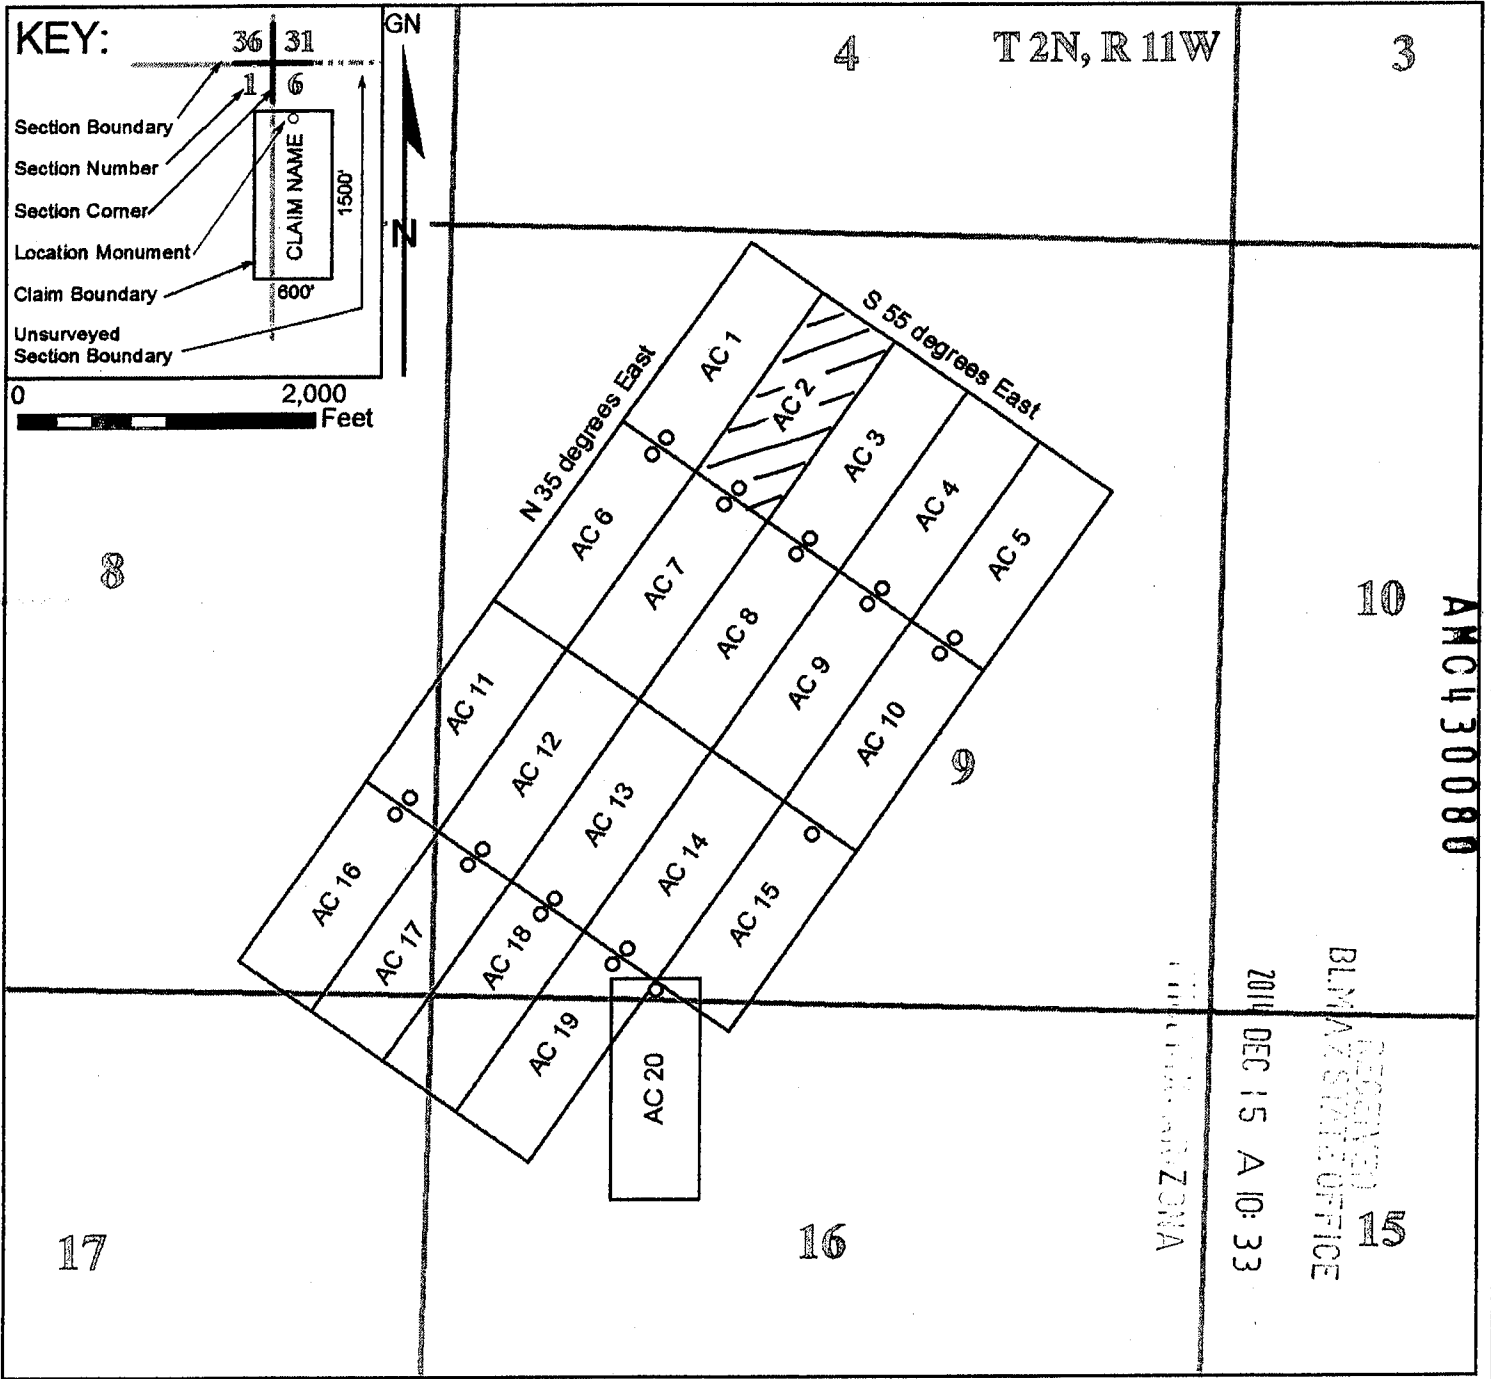 KEY:
36 31
1 6
Section Boundary
Section Number
Section Corner
Location Monument
Claim Boundary
Unsurveyed
Section Boundary
CLAIM NAME
1500'
600'
GN
N
0 2,000
Feet
4
T 2N, R 11W
3
S 55 degrees East
N 35 degrees East
AC 1
AC 2
AC 3
AC 4
AC 5
AC 6
AC 7
AC 8
AC 9
AC 10
AC 11
AC 12
AC 13
AC 14
AC 15
AC 16
AC 17
AC 18
AC 19
AC 20
8
9
10
17
16
15
AMC430080
RECEIVED
BLM AZ STATE OFFICE
2014 DEC 15 A 10:33
ARIZONA